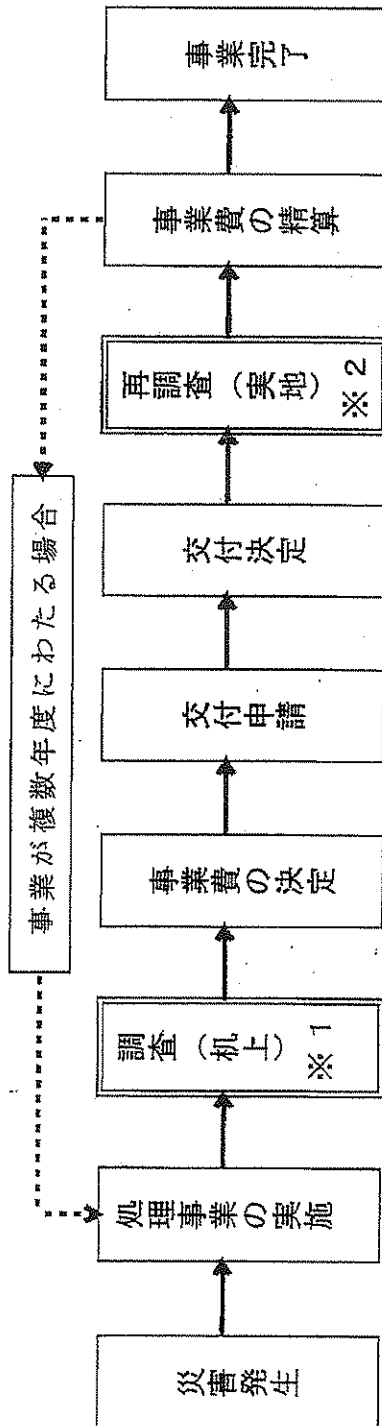 事業が複数年度にわたる場合
災害発生
処理事業の実施
調査（机上）
※１
事業費の決定
交付申請
交付決定
再調査（実地）
※２
事業費の精算
事業完了